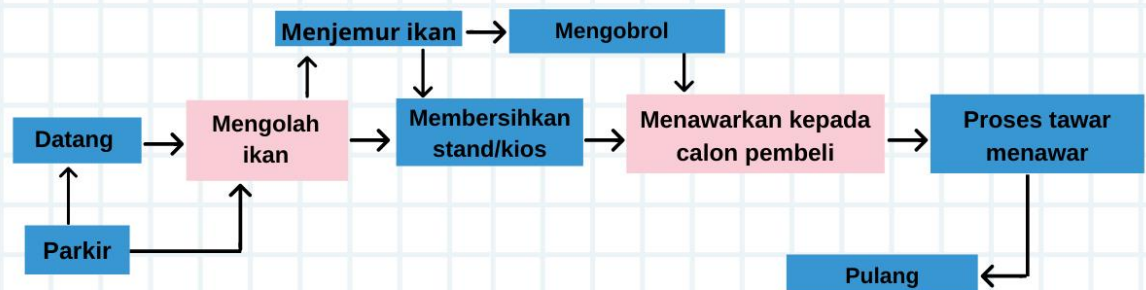 Menjemur ikan
Mengobrol
Datang
Mengolah
ikan
Membersihkan
stand/kios
Menawarkan kepada
calon pembeli
Proses tawar
menawar
Parkir
Pulang